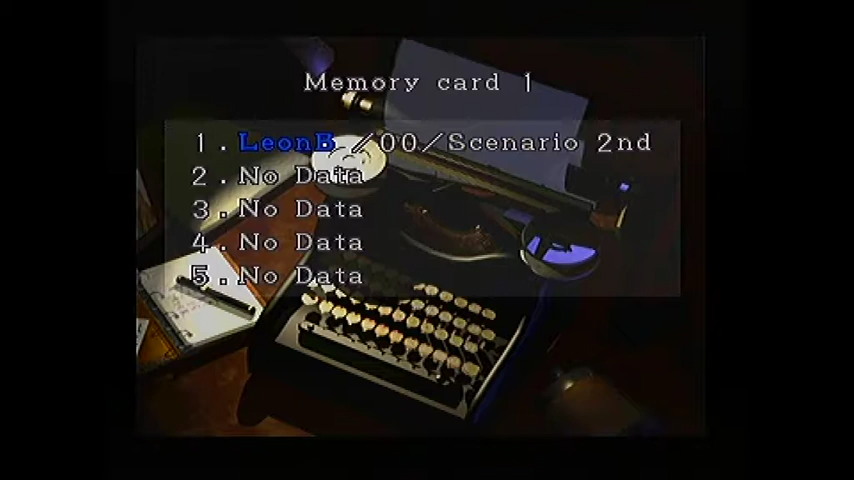 Memory card 1
1. LeonB /00/Scenario 2nd
2. No Data
3. No Data
4. No Data
5. No Data